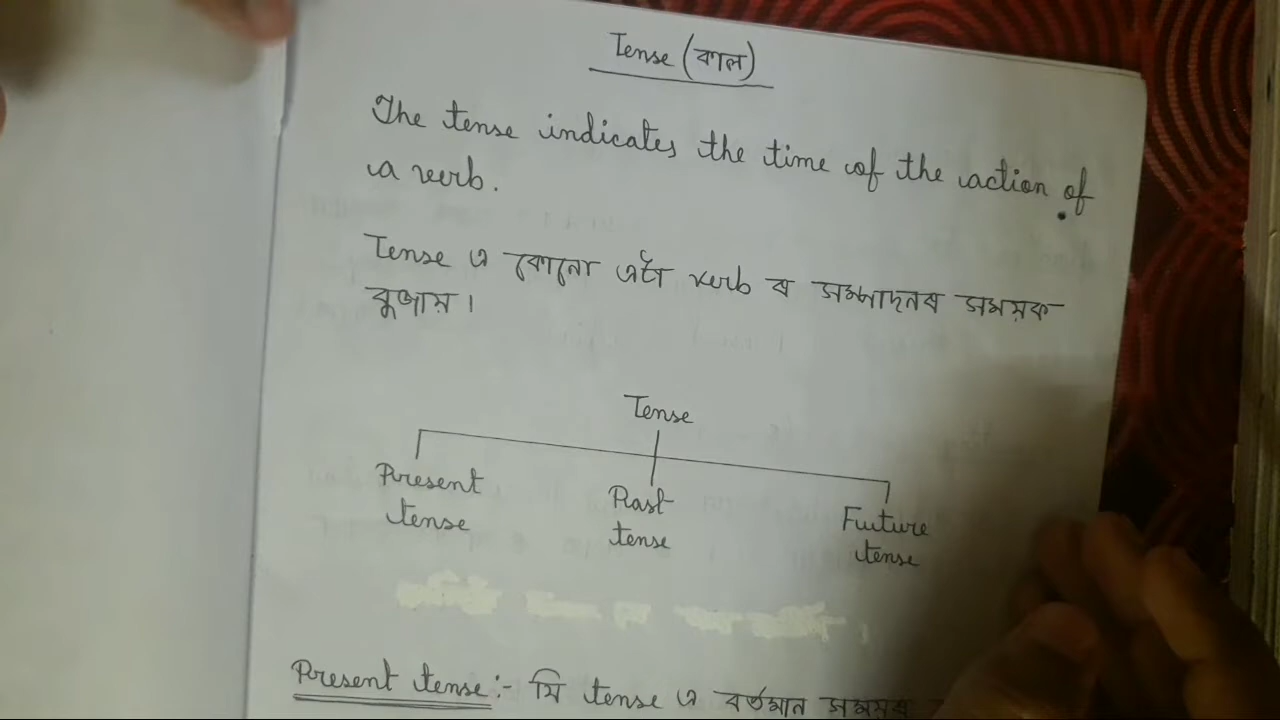 Tense (কাল)
The tense indicates the time of the action of
a verb.
Tense এ কোনো এটা verb ৰ সম্পাদনৰ সময়ক
বুজায়।
Tense
Present
tense
Past
tense
Future
tense
Present tense :- যি tense এ বৰ্তমান সময়ৰ